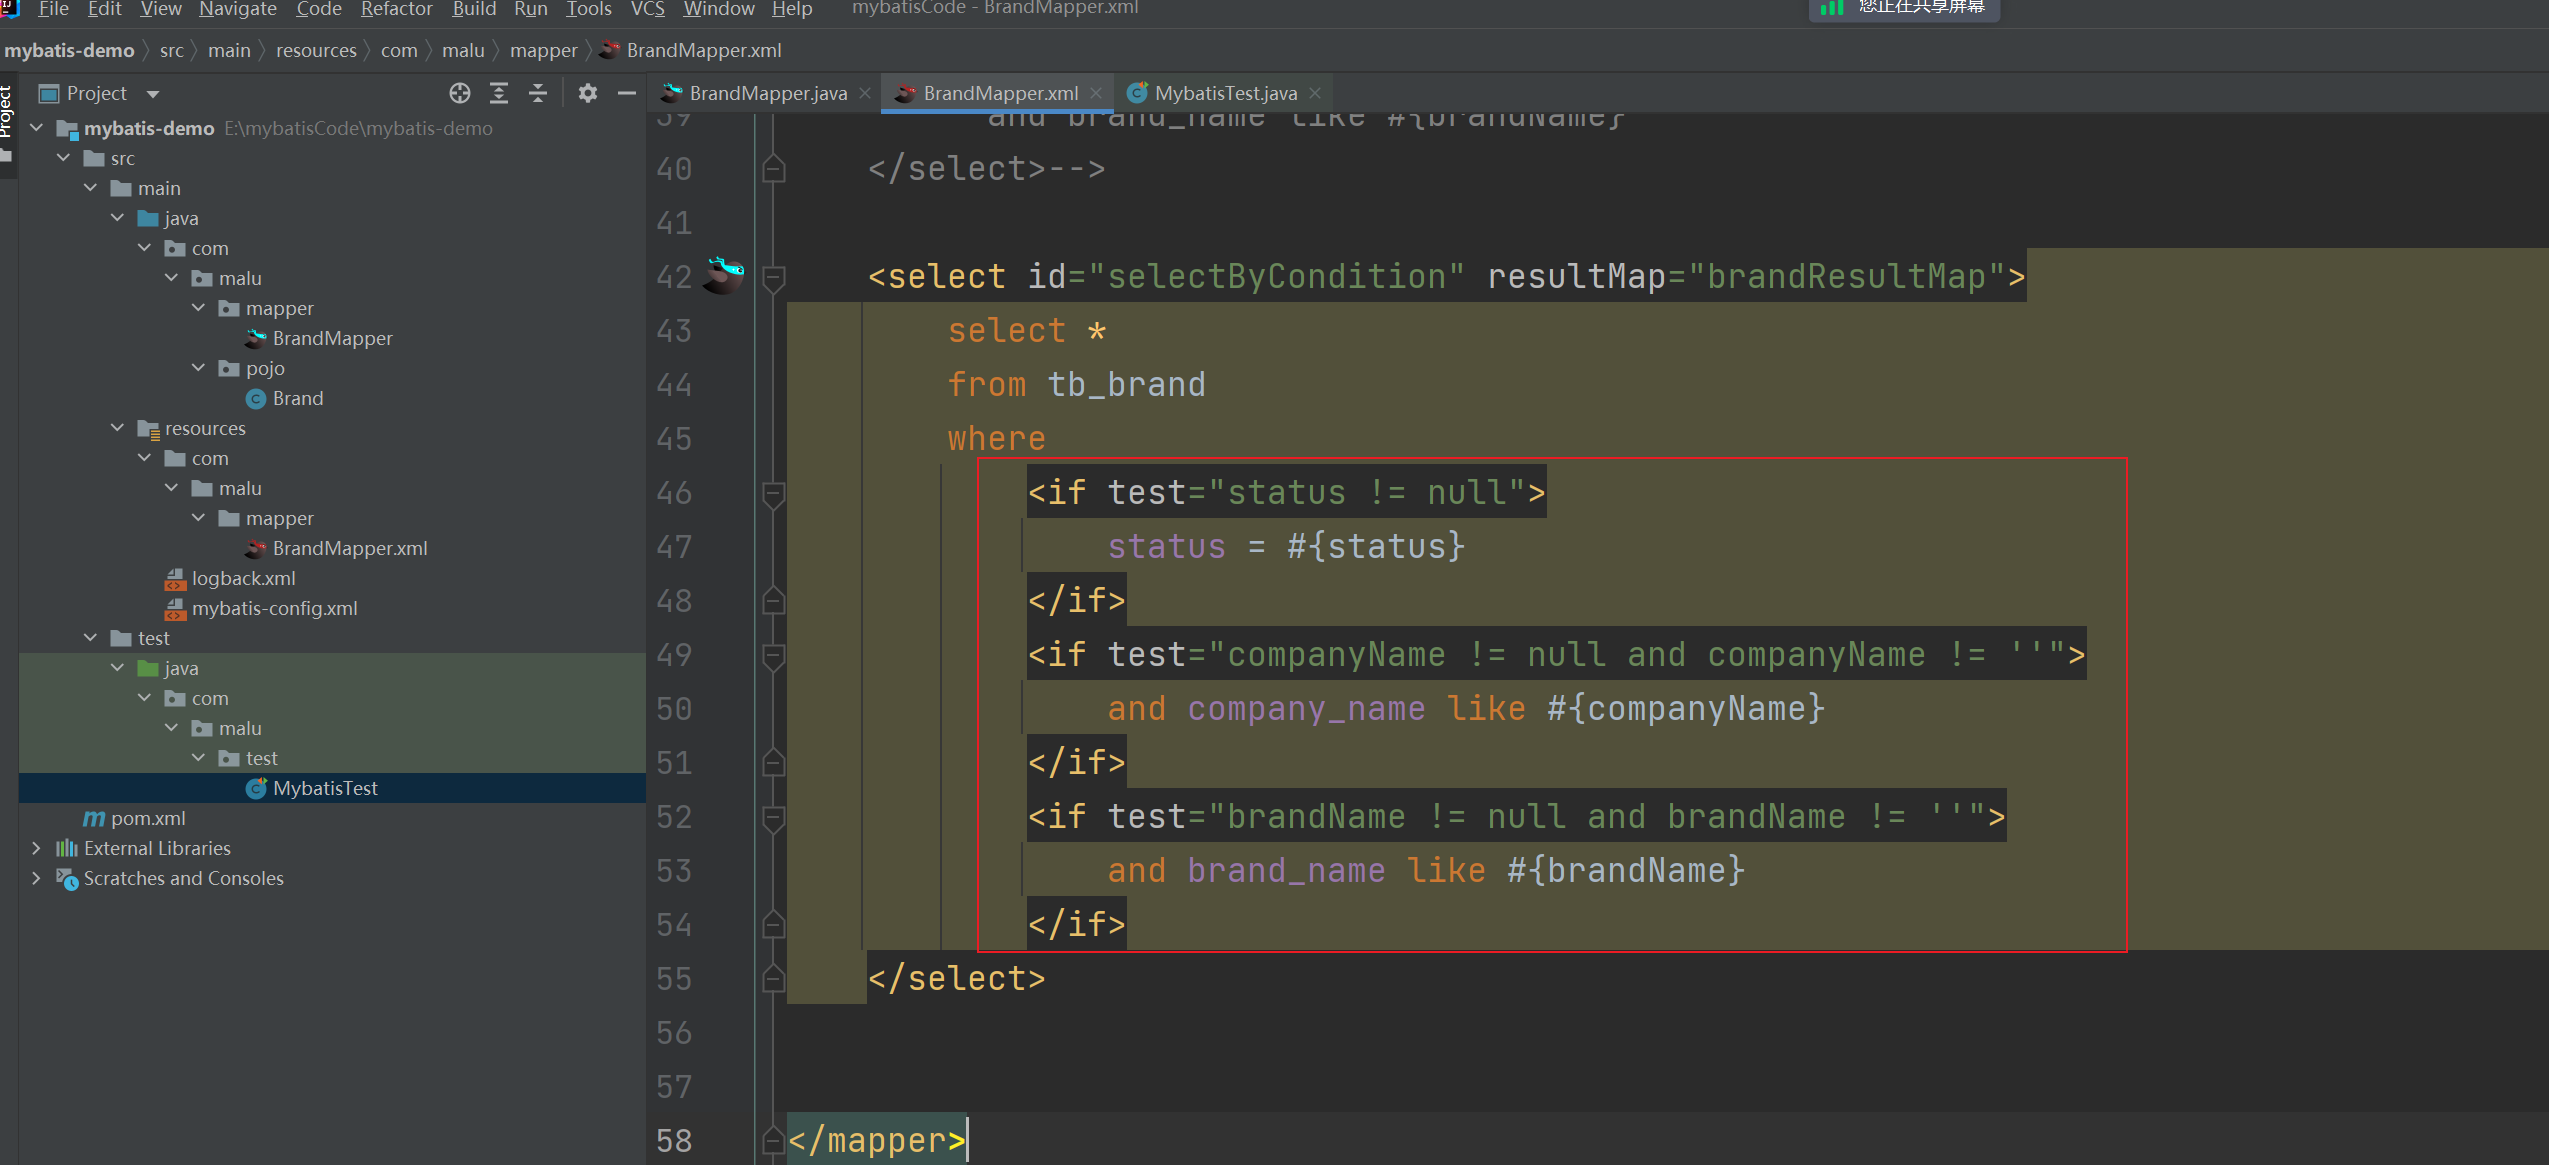 File Edit View Navigate Code Refactor Build Run Tools VCS Window Help mybatisCode - BrandMapper.xml 您正在共享屏幕
mybatis-demo src main resources com malu mapper BrandMapper.xml
Project
Project
BrandMapper.java BrandMapper.xml MybatisTest.java
mybatis-demo E:\mybatisCode\mybatis-demo
src
main
java
com
malu
mapper
BrandMapper
pojo
Brand
resources
com
malu
mapper
BrandMapper.xml
logback.xml
mybatis-config.xml
test
java
com
malu
test
MybatisTest
pom.xml
External Libraries
Scratches and Consoles
39 and brand_name like #{brandName}
40 </select>-->
41
42 <select id="selectByCondition" resultMap="brandResultMap">
43 select *
44 from tb_brand
45 where
46 <if test="status != null">
47 status = #{status}
48 </if>
49 <if test="companyName != null and companyName != ''">
50 and company_name like #{companyName}
51 </if>
52 <if test="brandName != null and brandName != ''">
53 and brand_name like #{brandName}
54 </if>
55 </select>
56
57
58 </mapper>